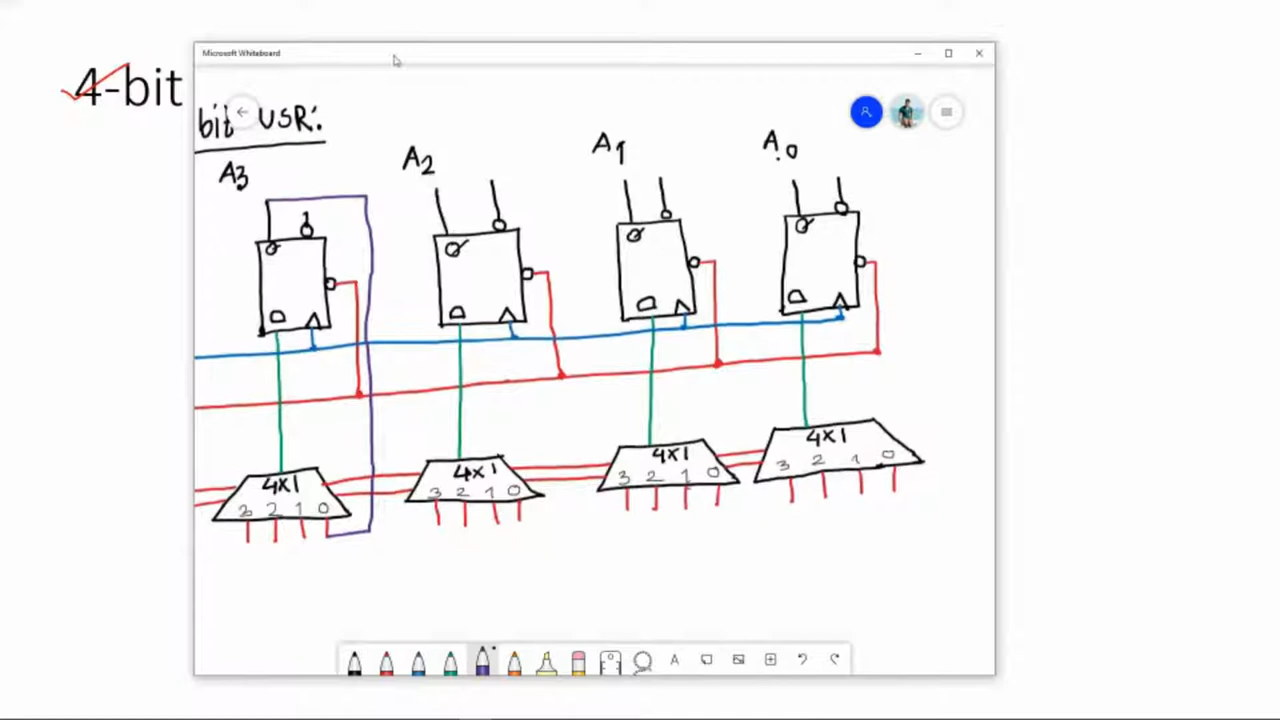 Microsoft Whiteboard
4-bit
bit USR:
A3 A2 A1 A0
Q Q Q Q
D D D D
4x1 4x1 4x1 4x1
3 2 1 0 3 2 1 0 3 2 1 0 3 2 1 0
A